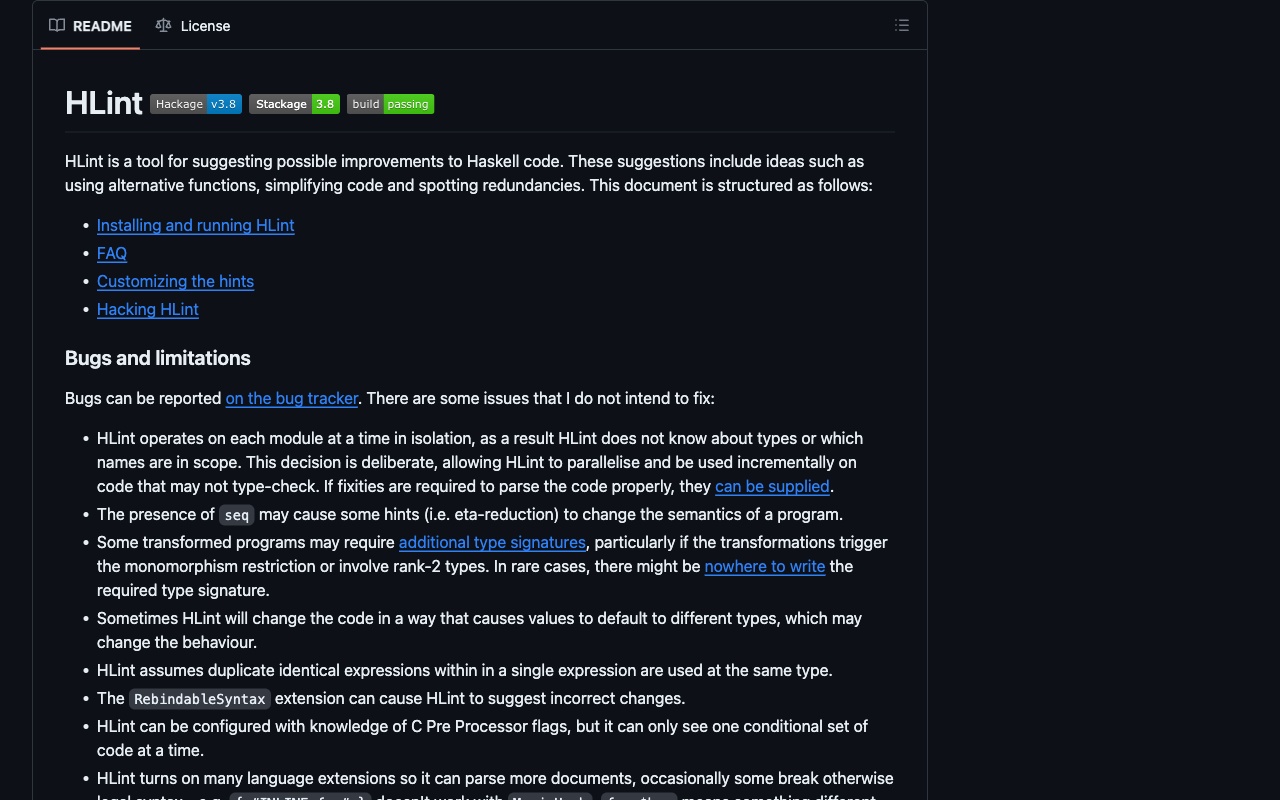 README
License
HLint Hackage v3.8 Stackage 3.8 build passing
HLint is a tool for suggesting possible improvements to Haskell code. These suggestions include ideas such as
using alternative functions, simplifying code and spotting redundancies. This document is structured as follows:
• Installing and running HLint
• FAQ
• Customizing the hints
• Hacking HLint
Bugs and limitations
Bugs can be reported on the bug tracker. There are some issues that I do not intend to fix:
• HLint operates on each module at a time in isolation, as a result HLint does not know about types or which
names are in scope. This decision is deliberate, allowing HLint to parallelise and be used incrementally on
code that may not type-check. If fixities are required to parse the code properly, they can be supplied.
• The presence of seq may cause some hints (i.e. eta-reduction) to change the semantics of a program.
• Some transformed programs may require additional type signatures, particularly if the transformations trigger
the monomorphism restriction or involve rank-2 types. In rare cases, there might be nowhere to write the
required type signature.
• Sometimes HLint will change the code in a way that causes values to default to different types, which may
change the behaviour.
• HLint assumes duplicate identical expressions within in a single expression are used at the same type.
• The RebindableSyntax extension can cause HLint to suggest incorrect changes.
• HLint can be configured with knowledge of C Pre Processor flags, but it can only see one conditional set of
code at a time.
• HLint turns on many language extensions so it can parse more documents, occasionally some break otherwise